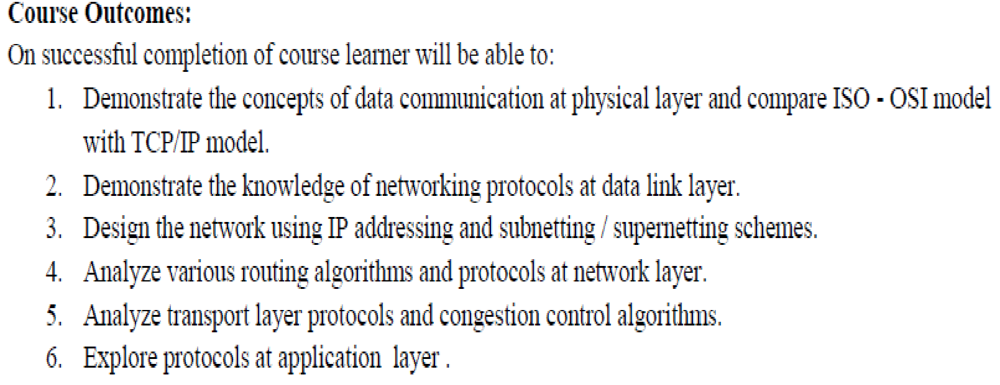 Course Outcomes:
On successful completion of course learner will be able to:
1. Demonstrate the concepts of data communication at physical layer and compare ISO - OSI model
with TCP/IP model.
2. Demonstrate the knowledge of networking protocols at data link layer.
3. Design the network using IP addressing and subnetting / supernetting schemes.
4. Analyze various routing algorithms and protocols at network layer.
5. Analyze transport layer protocols and congestion control algorithms.
6. Explore protocols at application  layer .